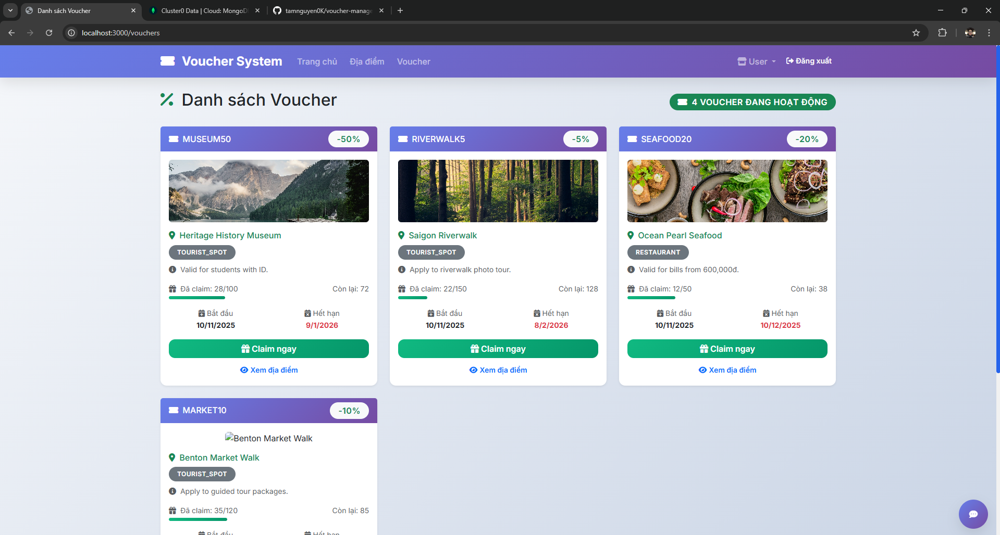 Danh sách Voucher
Cluster0 Data | Cloud: MongoD
tamnguyen0K/voucher-manage
localhost:3000/vouchers
Voucher System
Trang chủ
Địa điểm
Voucher
User
Đăng xuất
Danh sách Voucher
4 VOUCHER ĐANG HOẠT ĐỘNG
MUSEUM50
-50%
Heritage History Museum
TOURIST_SPOT
Valid for students with ID.
Đã claim: 28/100
Còn lại: 72
Bắt đầu
Hết hạn
10/11/2025
9/1/2026
Claim ngay
Xem địa điểm
RIVERWALK5
-5%
Saigon Riverwalk
TOURIST_SPOT
Apply to riverwalk photo tour.
Đã claim: 22/150
Còn lại: 128
Bắt đầu
Hết hạn
10/11/2025
8/2/2026
Claim ngay
Xem địa điểm
SEAFOOD20
-20%
Ocean Pearl Seafood
RESTAURANT
Valid for bills from 600,000đ.
Đã claim: 12/50
Còn lại: 38
Bắt đầu
Hết hạn
10/11/2025
10/12/2025
Claim ngay
Xem địa điểm
MARKET10
-10%
Benton Market Walk
Benton Market Walk
TOURIST_SPOT
Apply to guided tour packages.
Đã claim: 35/120
Còn lại: 85
Bắt đầu
Hết hạn